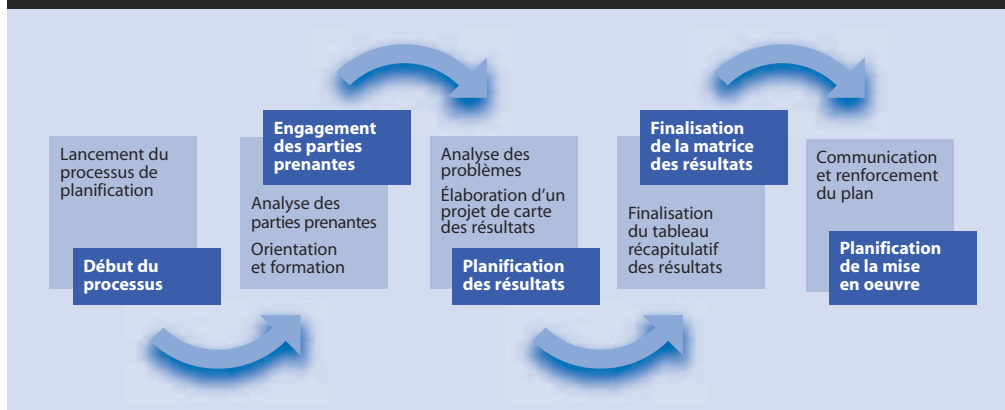 Lancement du
processus de
planification
Début du
processus
Engagement
des parties
prenantes
Analyse des
parties prenantes
Orientation
et formation
Analyse des
problèmes
Élaboration d’un
projet de carte
des résultats
Planification
des résultats
Finalisation
de la matrice
des résultats
Finalisation
du tableau
récapitulatif
des résultats
Communication
et renforcement
du plan
Planification
de la mise
en oeuvre